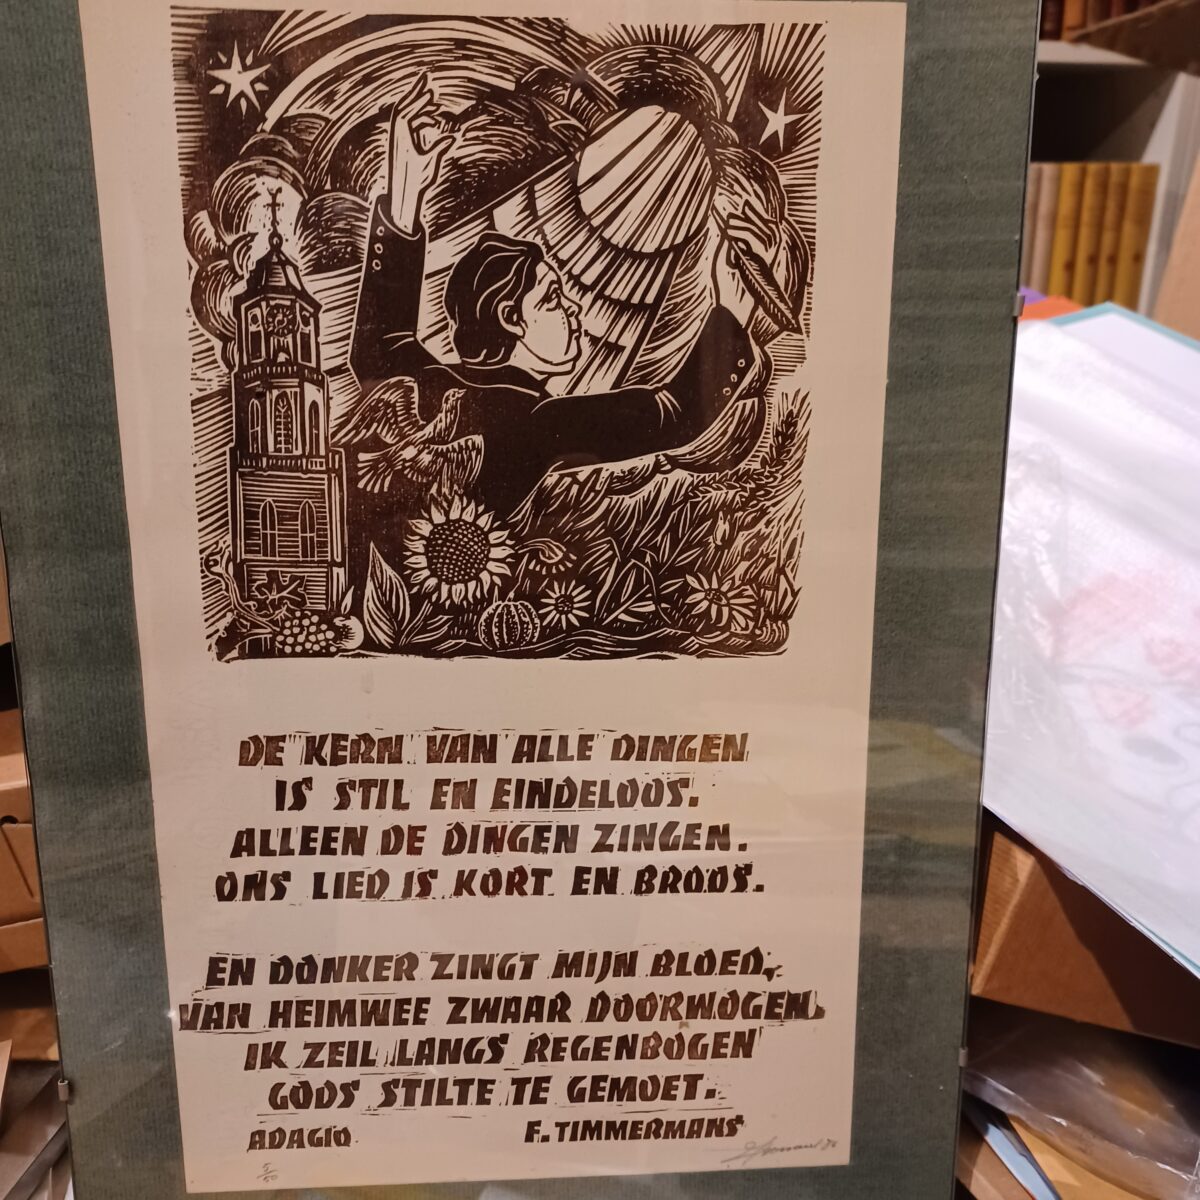 DE KERN VAN ALLE DINGEN
IS STIL EN EINDELOOS.
ALLEEN DE DINGEN ZINGEN.
ONS LIED IS KORT EN BROOS.
EN DONKER ZINGT MIJN BLOED,
VAN HEIMWEE ZWAAR DOORWOGEN.
IK ZEIL LANGS REGENBOGEN
GODS STILTE TE GEMOET.
ADAGIO.
F. TIMMERMANS
5/50